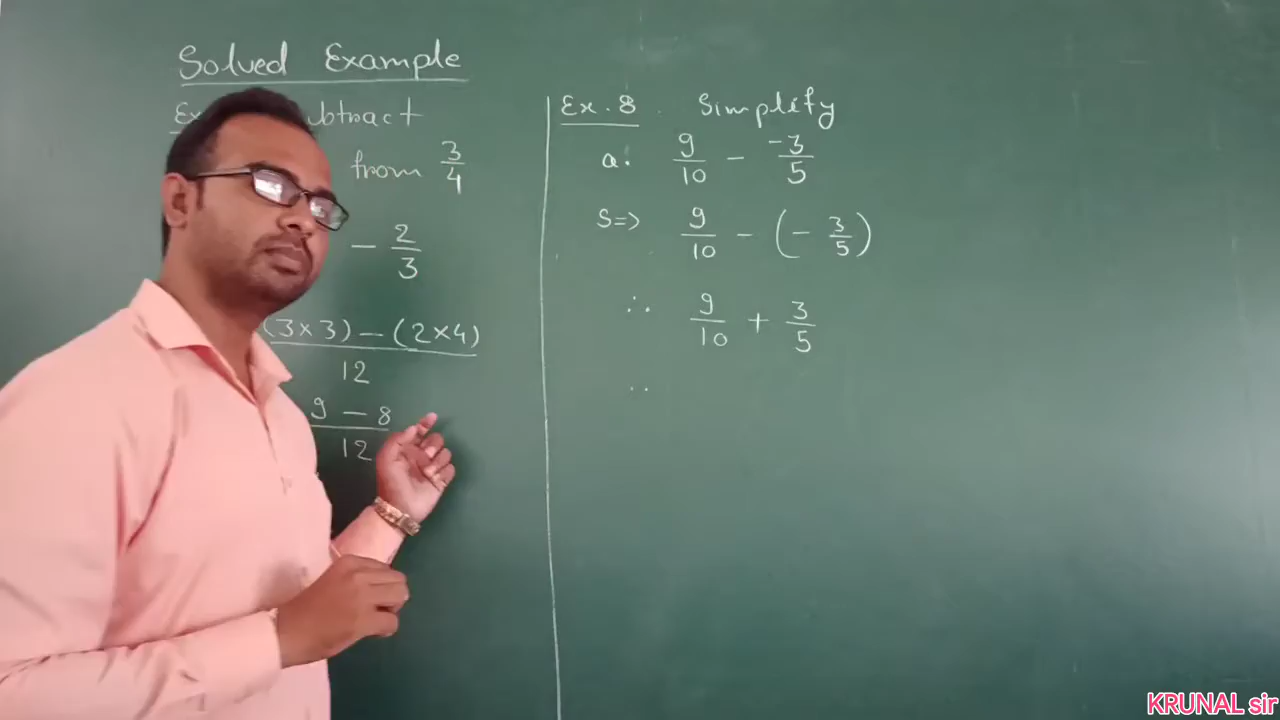 Solved Example
Subtract
from 3/4
- 2/3
(3×3) - (2×4)
12
9 - 8
12
Ex. 8 Simplify
a. 9/10 - -3/5
S=> 9/10 - (- 3/5)
∴ 9/10 + 3/5
KRUNAL sir